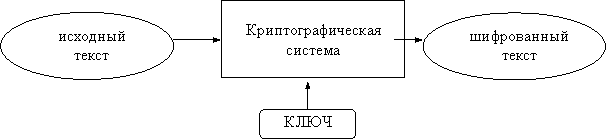 исходный
текст
Криптографическая
система
шифрованный
текст
КЛЮЧ